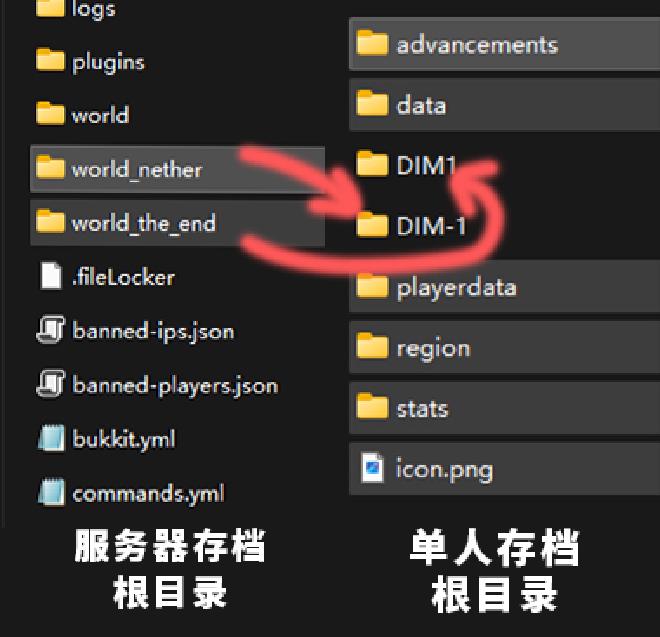 logs
plugins
world
world_nether
world_the_end
.fileLocker
banned-ips.json
banned-players.json
bukkit.yml
commands.yml
服务器存档
根目录
advancements
data
DIM1
DIM-1
playerdata
region
stats
icon.png
单人存档
根目录